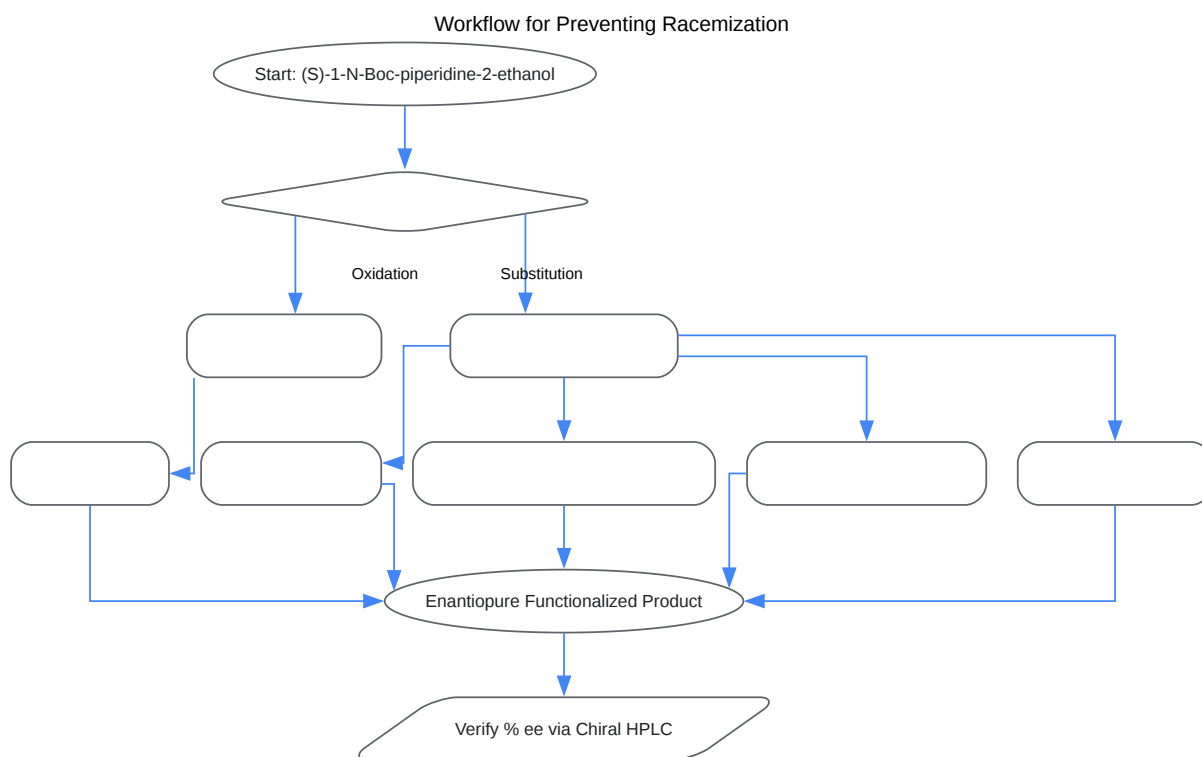 Workflow for Preventing Racemization
Start: (S)-1-N-Boc-piperidine-2-ethanol
Oxidation
Substitution
Enantiopure Functionalized Product
Verify % ee via Chiral HPLC